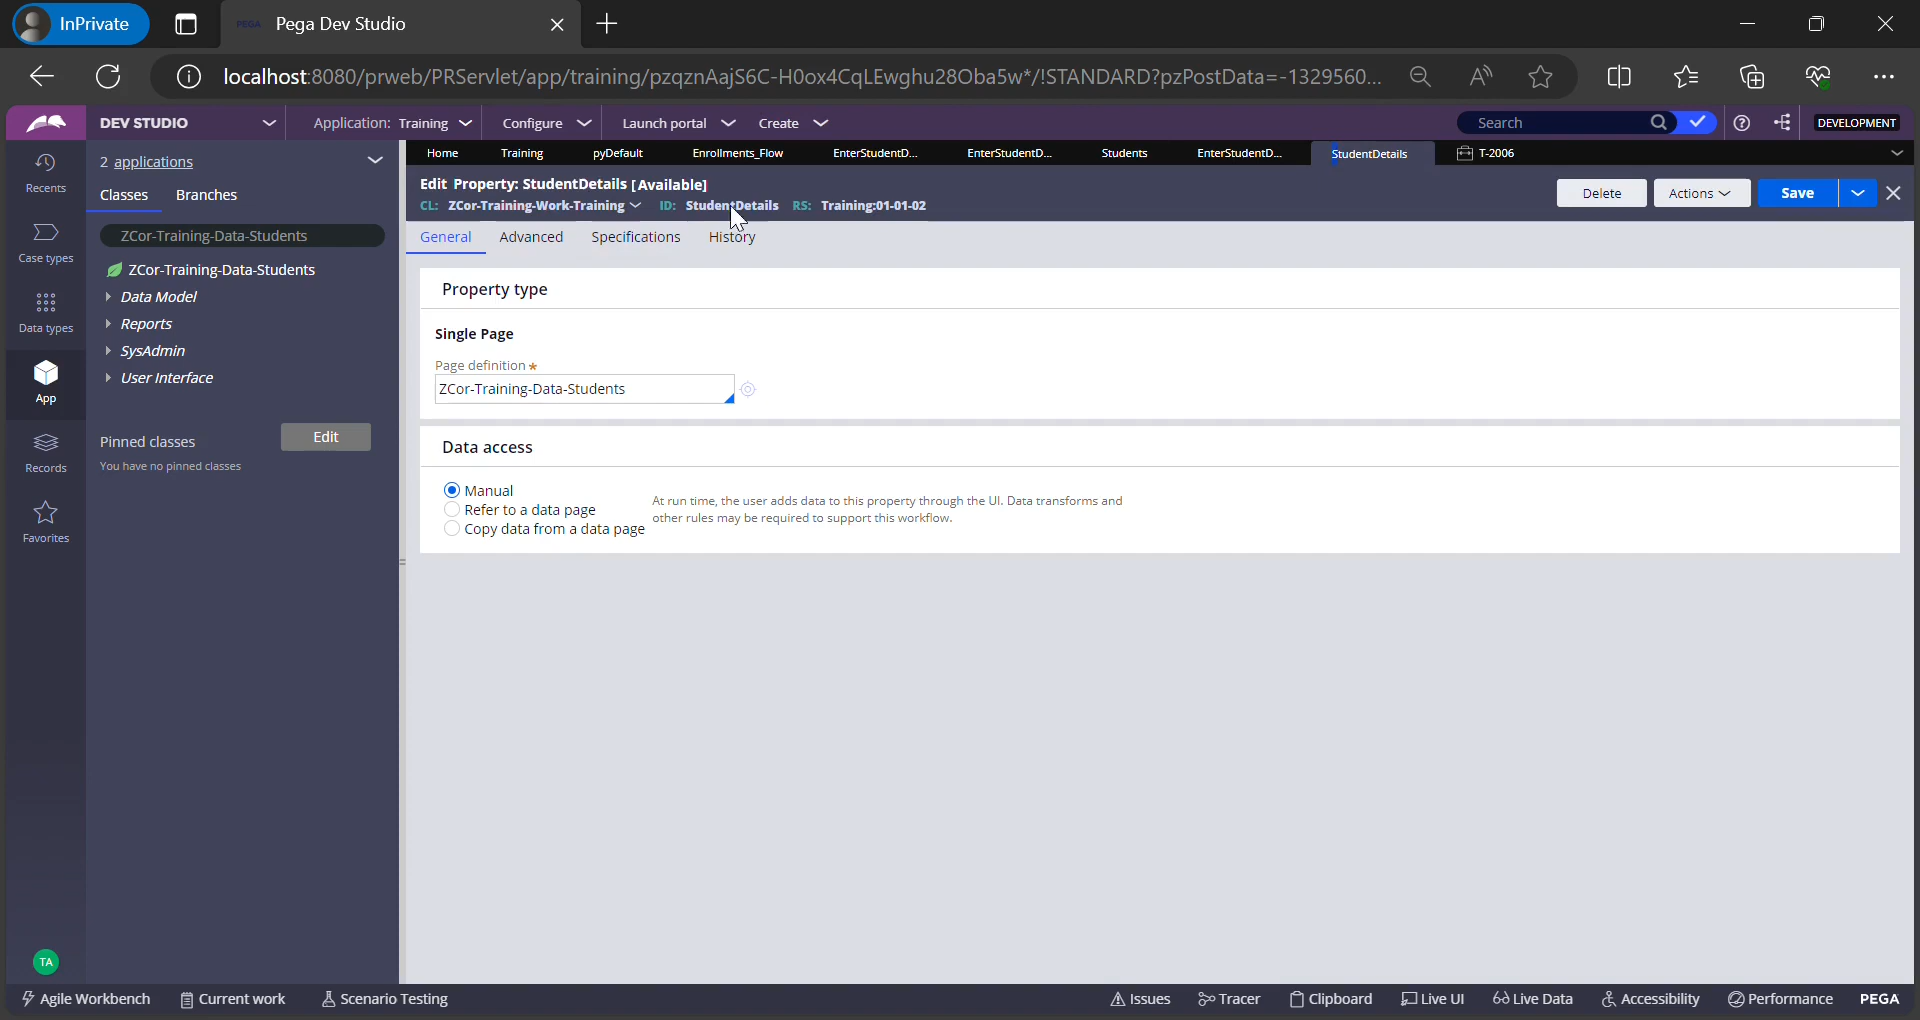 InPrivate
PEGA Pega Dev Studio
localhost:8080/prweb/PRServlet/app/training/pzqznAajS6C-H0ox4CqLEwghu28Oba5w*/!STANDARD?pzPostData=-1329560...
DEV STUDIO Application: Training Configure Launch portal Create Search DEVELOPMENT
Recents
Case types
Data types
App
Records
Favorites
TA
2 applications
Classes Branches
ZCor-Training-Data-Students
ZCor-Training-Data-Students
Data Model
Reports
SysAdmin
User Interface
Pinned classes Edit
You have no pinned classes
Home Training pyDefault Enrollments_Flow EnterStudentD... EnterStudentD... Students EnterStudentD... StudentDetails T-2006
Edit Property: StudentDetails [Available]
CL: ZCor-Training-Work-Training ID: StudentDetails RS: Training:01-01-02
Delete Actions Save
General Advanced Specifications History
Property type
Single Page
Page definition *
ZCor-Training-Data-Students
Data access
Manual
Refer to a data page
Copy data from a data page
At run time, the user adds data to this property through the UI. Data transforms and
other rules may be required to support this workflow.
Agile Workbench Current work Scenario Testing Issues Tracer Clipboard Live UI Live Data Accessibility Performance PEGA